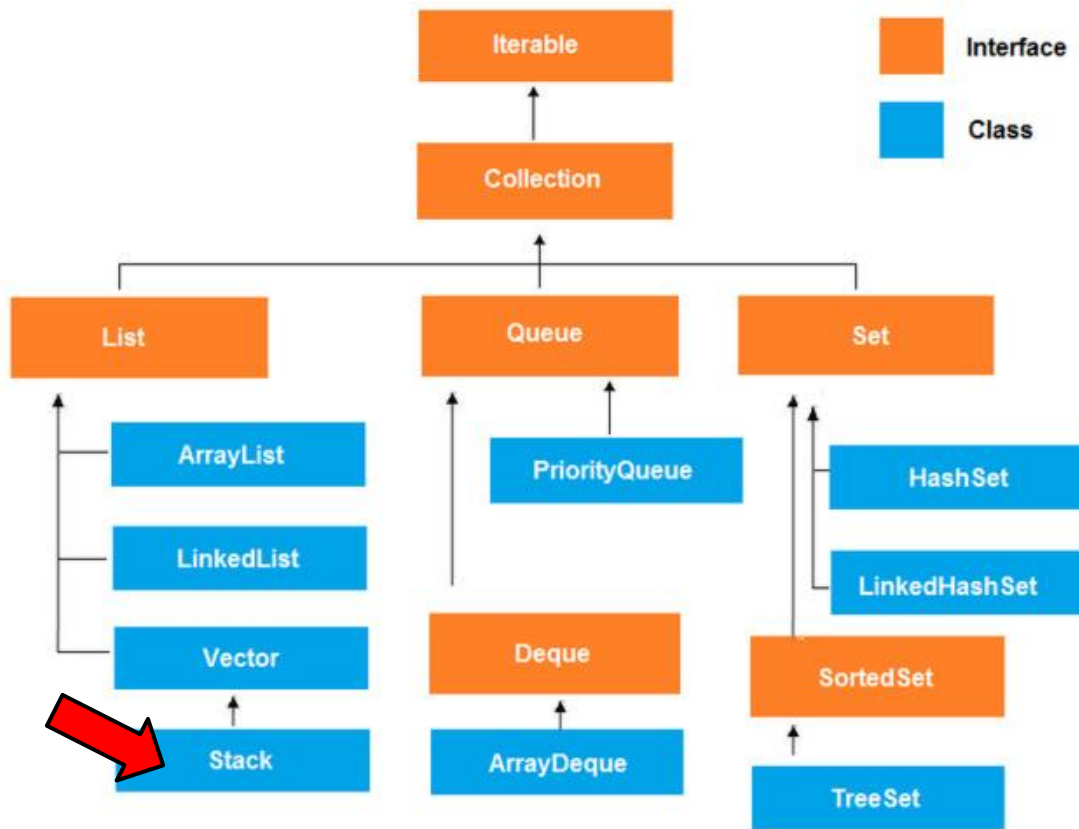 Iterable
Interface
Class
Collection
List
Queue
Set
ArrayList
PriorityQueue
HashSet
LinkedList
LinkedHashSet
Vector
Deque
SortedSet
Stack
ArrayDeque
TreeSet